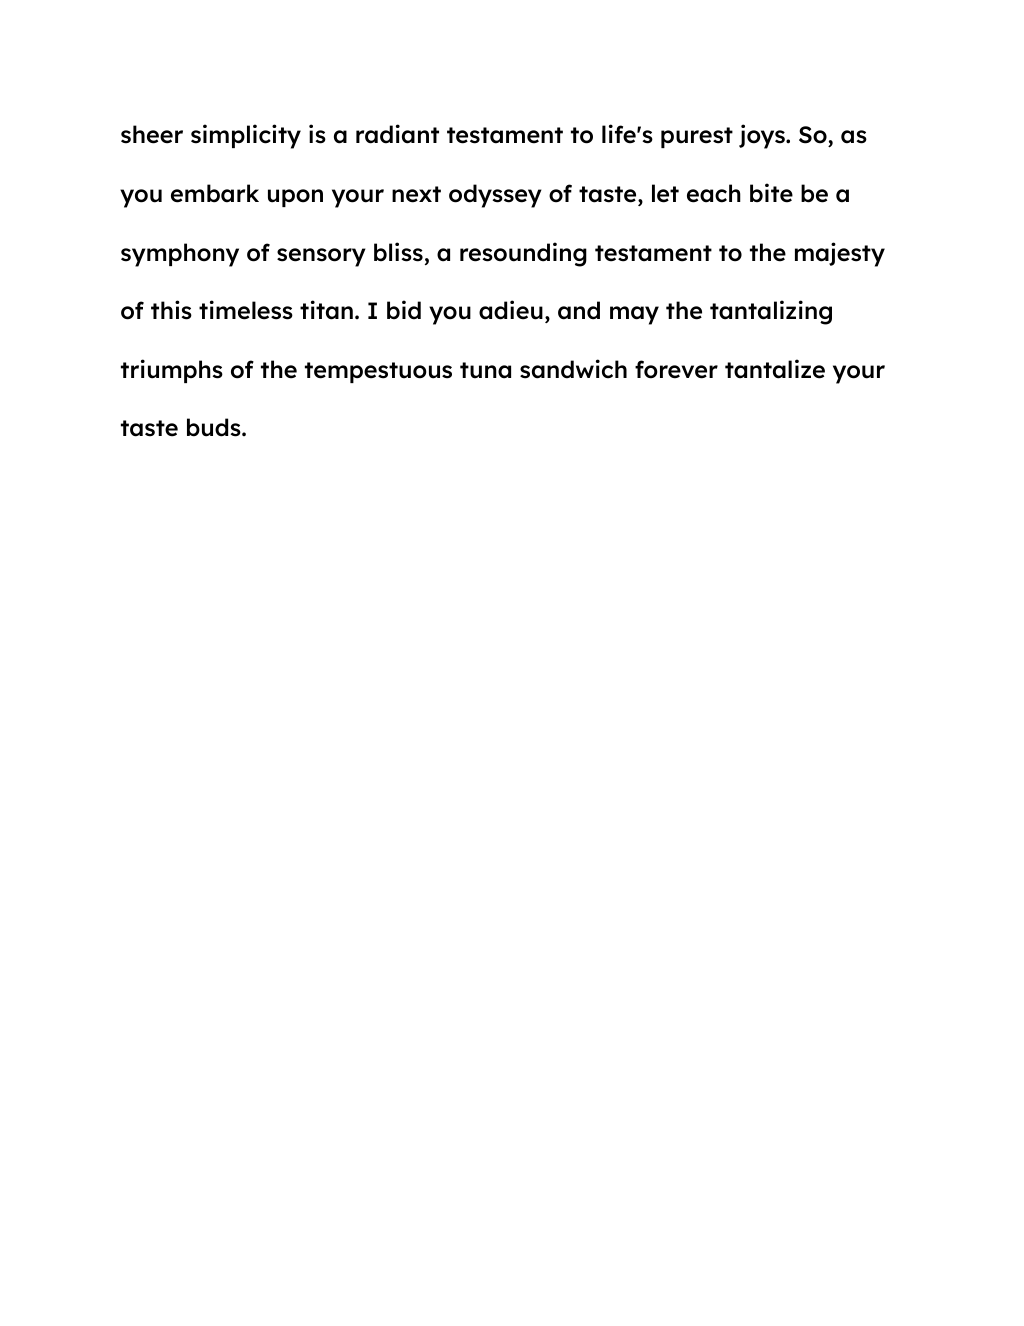 sheer simplicity is a radiant testament to life's purest joys. So, as
you embark upon your next odyssey of taste, let each bite be a
symphony of sensory bliss, a resounding testament to the majesty
of this timeless titan. I bid you adieu, and may the tantalizing
triumphs of the tempestuous tuna sandwich forever tantalize your
taste buds.